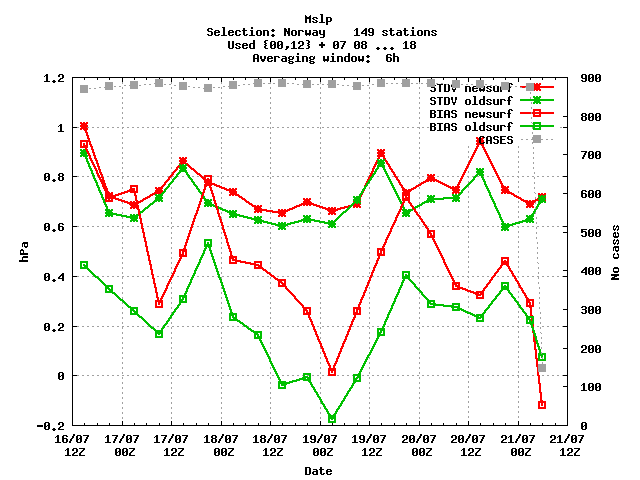 Mslp
Selection: Norway    149 stations
Used {00,12} + 07 08 ... 18
Averaging window:  6h
STDV newsurf
STDV oldsurf
BIAS newsurf
BIAS oldsurf
CASES
1.2
1
0.8
0.6
0.4
0.2
0
-0.2
hPa
900
800
700
600
500
400
300
200
100
0
No cases
16/07 17/07 17/07 18/07 18/07 19/07 19/07 20/07 20/07 21/07 21/07
12Z 00Z 12Z 00Z 12Z 00Z 12Z 00Z 12Z 00Z 12Z
Date